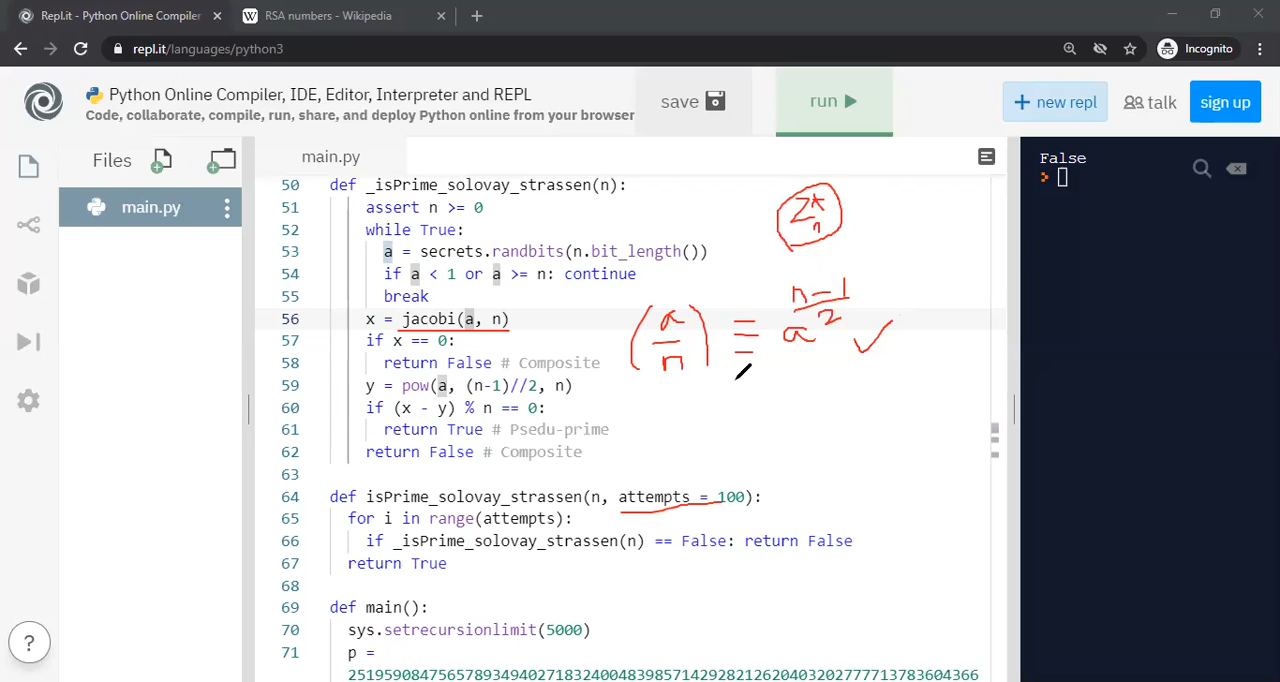 Repl.it - Python Online Compiler
RSA numbers - Wikipedia
repl.it/languages/python3
Incognito
Python Online Compiler, IDE, Editor, Interpreter and REPL
Code, collaborate, compile, run, share, and deploy Python online from your browser
save
run
+ new repl
talk
sign up
Files
main.py
main.py
50 def _isPrime_solovay_strassen(n):
51 assert n >= 0
52 while True:
53 a = secrets.randbits(n.bit_length())
54 if a < 1 or a >= n: continue
55 break
56 x = jacobi(a, n)
57 if x == 0:
58 return False # Composite
59 y = pow(a, (n-1)//2, n)
60 if (x - y) % n == 0:
61 return True # Psedu-prime
62 return False # Composite
63
64 def isPrime_solovay_strassen(n, attempts = 100):
65 for i in range(attempts):
66 if _isPrime_solovay_strassen(n) == False: return False
67 return True
68
69 def main():
70 sys.setrecursionlimit(5000)
71 p =
2519590847565789349402718324004839857142928212620403202777713783604366
Z*n
(a/n) ≡ a^(n-1)/2 ✓
False
?